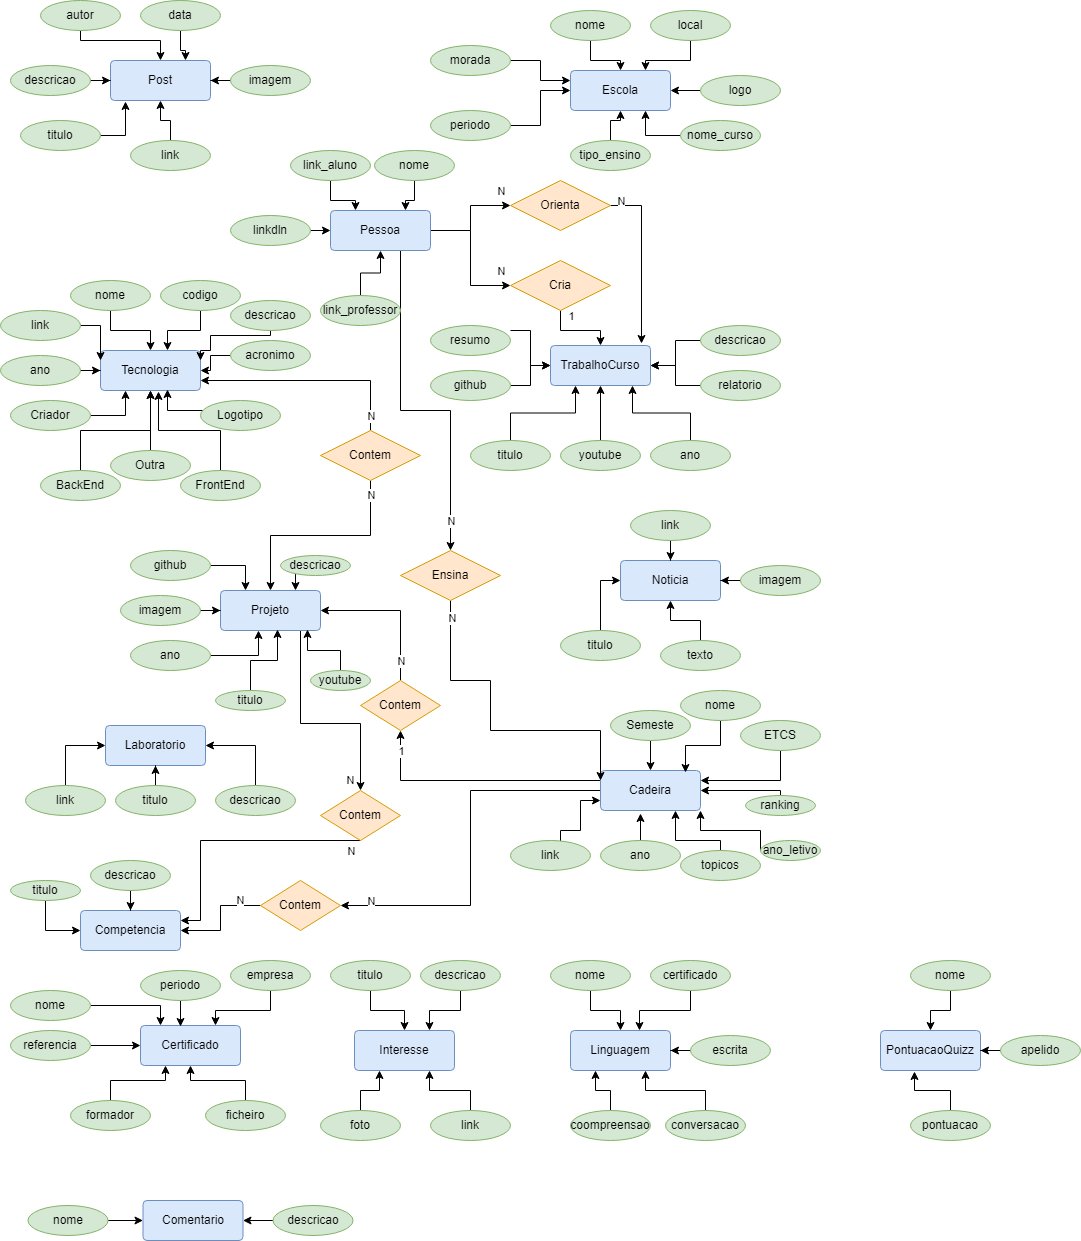 autor
data
nome
local
descricao
Post
imagem
morada
Escola
logo
titulo
link
periodo
tipo_ensino
nome_curso
link_aluno
nome
N
Orienta
N
linkdIn
Pessoa
N
Cria
1
link_professor
nome
codigo
descricao
link
acronimo
ano
Tecnologia
Criador
Logotipo
BackEnd
Outra
FrontEnd
resumo
descricao
TrabalhoCurso
github
relatorio
titulo
youtube
ano
N
Contem
N
N
Ensina
N
link
Noticia
imagem
titulo
texto
github
descricao
imagem
Projeto
ano
titulo
youtube
N
Contem
1
Semeste
nome
ETCS
Cadeira
ranking
link
ano
topicos
ano_letivo
Laboratorio
link
titulo
descricao
N
Contem
N
titulo
descricao
Competencia
N
Contem
N
nome
periodo
empresa
referencia
Certificado
formador
ficheiro
titulo
descricao
Interesse
foto
link
nome
certificado
Linguagem
escrita
coompreensao
conversacao
nome
PontuacaoQuizz
apelido
pontuacao
nome
Comentario
descricao